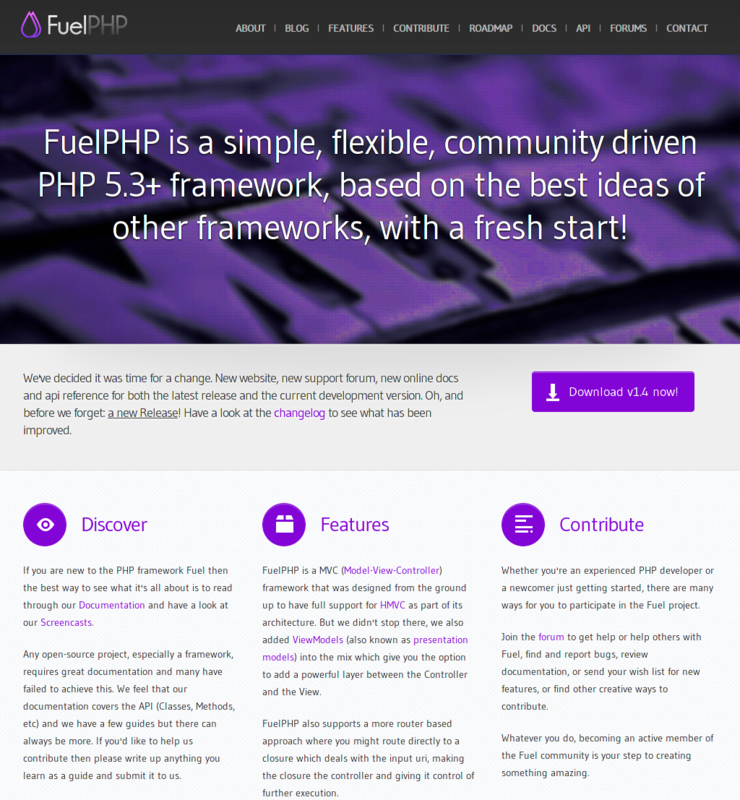 FuelPHP
ABOUT | BLOG | FEATURES | CONTRIBUTE | ROADMAP | DOCS | API | FORUMS | CONTACT
FuelPHP is a simple, flexible, community driven
PHP 5.3+ framework, based on the best ideas of
other frameworks, with a fresh start!
We've decided it was time for a change. New website, new support forum, new online docs
and api reference for both the latest release and the current development version. Oh, and
before we forget: a new Release! Have a look at the changelog to see what has been
improved.
Download v1.4 now!
Discover
If you are new to the PHP framework Fuel then
the best way to see what it's all about is to read
through our Documentation and have a look at
our Screencasts.
Any open-source project, especially a framework,
requires great documentation and many have
failed to achieve this. We feel that our
documentation covers the API (Classes, Methods,
etc) and we have a few guides but there can
always be more. If you'd like to help us
contribute then please write up anything you
learn as a guide and submit it to us.
Features
FuelPHP is a MVC (Model-View-Controller)
framework that was designed from the ground
up to have full support for HMVC as part of its
architecture. But we didn't stop there, we also
added ViewModels (also known as presentation
models) into the mix which give you the option
to add a powerful layer between the Controller
and the View.
FuelPHP also supports a more router based
approach where you might route directly to a
closure which deals with the input uri, making
the closure the controller and giving it control of
further execution.
Contribute
Whether you're an experienced PHP developer or
a newcomer just getting started, there are many
ways for you to participate in the Fuel project.
Join the forum to get help or help others with
Fuel, find and report bugs, review
documentation, or send your wish list for new
features, or find other creative ways to
contribute.
Whatever you do, becoming an active member of
the Fuel community is your step to creating
something amazing.